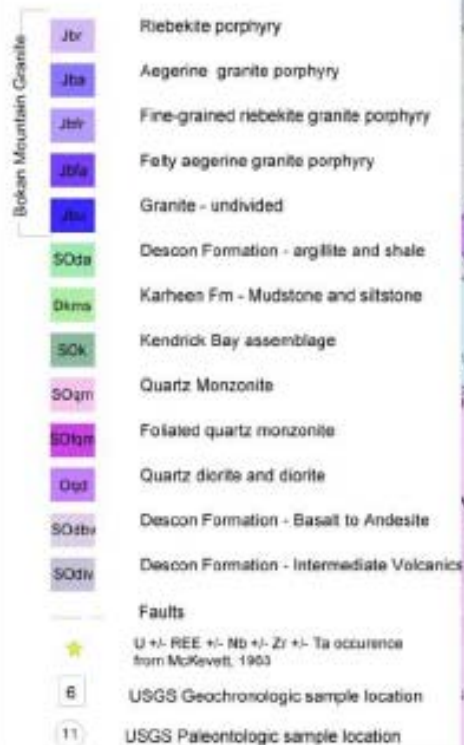 Bokan Mountain Granite
Jbr Riebekite porphyry
Jba Aegerine granite porphyry
Jbfr Fine-grained riebekite granite porphyry
Jbfa Felty aegerine granite porphyry
Jbu Granite - undivided
SOda Descon Formation - argillite and shale
Dkms Karheen Fm - Mudstone and siltstone
SOk Kendrick Bay assemblage
SOqm Quartz Monzonite
SOfqm Foliated quartz monzonite
Oqd Quartz diorite and diorite
SOdbv Descon Formation - Basalt to Andesite
SOdiv Descon Formation - Intermediate Volcanics
Faults
U +/- REE +/- Nb +/- Zr +/- Ta occurence
from McKevett, 1963
6 USGS Geochronologic sample location
11 USGS Paleontologic sample location